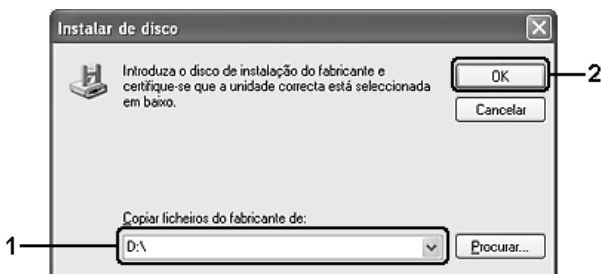 Instalar de disco
Introduza o disco de instalação do fabricante e
certifique-se que a unidade correcta está seleccionada
em baixo.
OK
2
Cancelar
Copiar ficheiros do fabricante de:
1
D:\
Procurar...